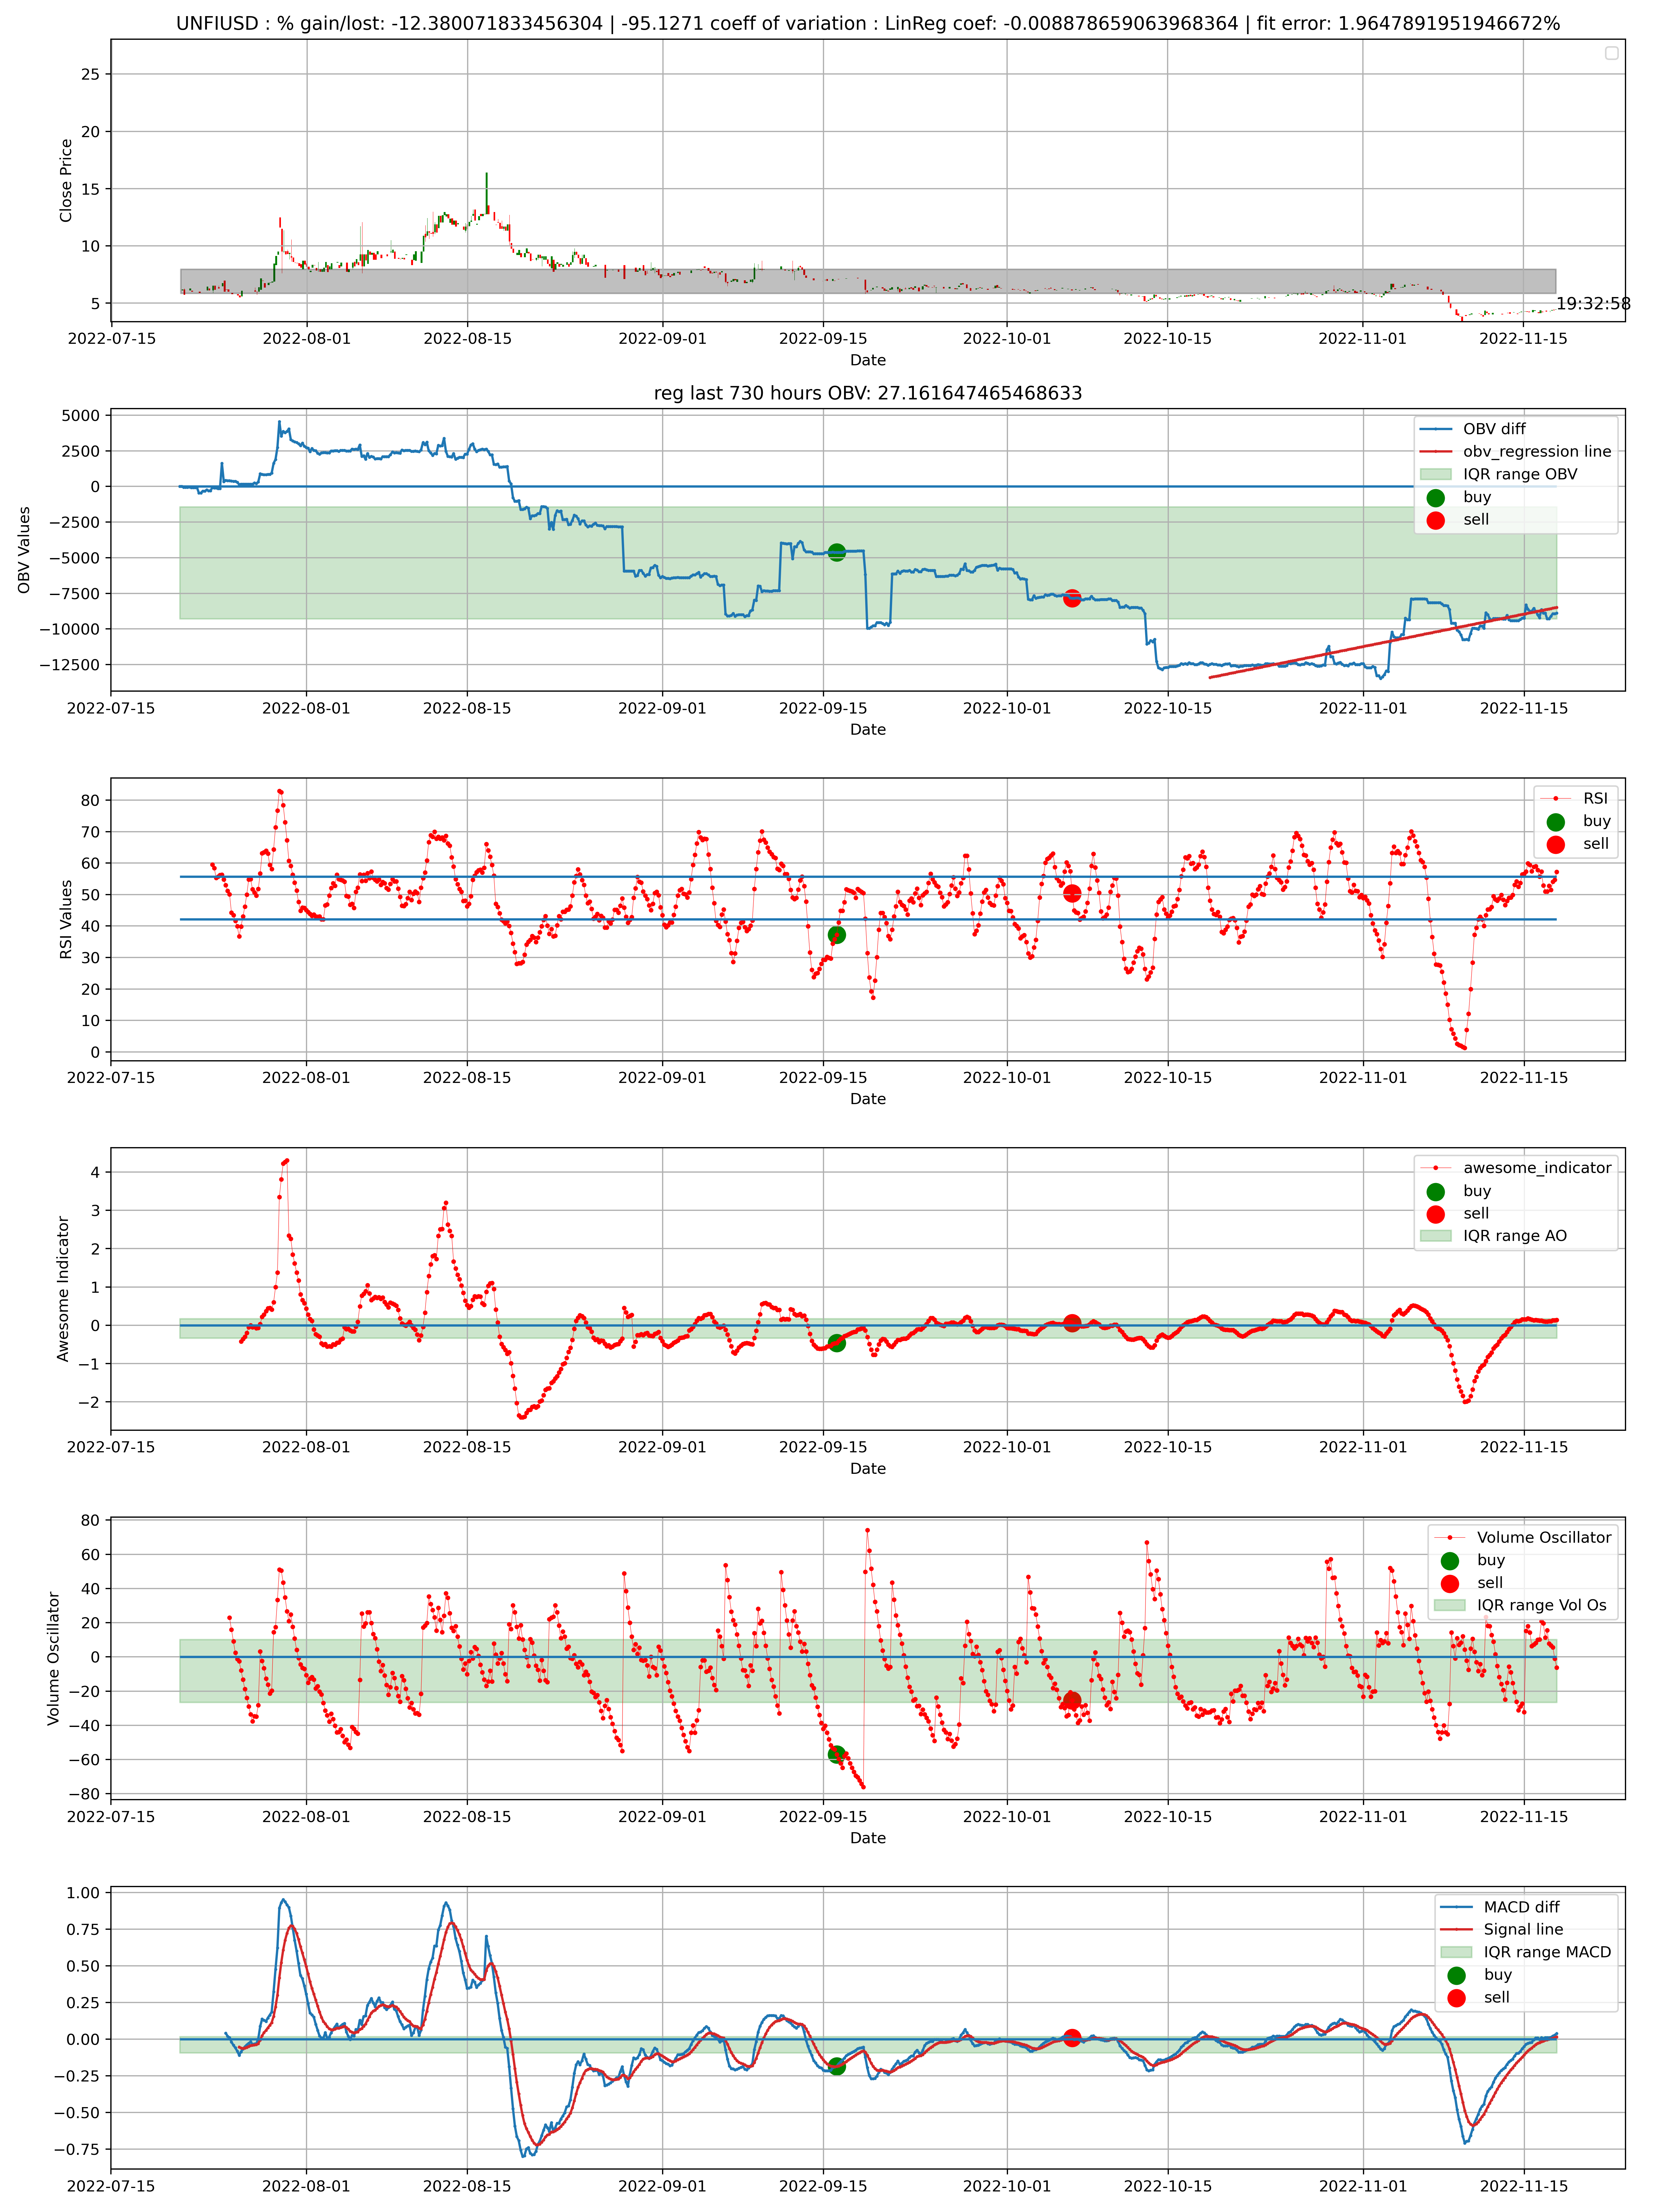 UNFIUSD : % gain/lost: -12.380071833456304 | -95.1271 coeff of variation : LinReg coef: -0.008878659063968364 | fit error: 1.9647891951946672%
25
20
15
10
5
Close Price
19:32:58
2022-07-15 2022-08-01 2022-08-15 2022-09-01 2022-09-15 2022-10-01 2022-10-15 2022-11-01 2022-11-15
Date
reg last 730 hours OBV: 27.161647465468633
5000
2500
0
−2500
−5000
−7500
−10000
−12500
OBV Values
OBV diff
obv_regression line
IQR range OBV
buy
sell
2022-07-15 2022-08-01 2022-08-15 2022-09-01 2022-09-15 2022-10-01 2022-10-15 2022-11-01 2022-11-15
Date
80
70
60
50
40
30
20
10
0
RSI Values
RSI
buy
sell
2022-07-15 2022-08-01 2022-08-15 2022-09-01 2022-09-15 2022-10-01 2022-10-15 2022-11-01 2022-11-15
Date
4
3
2
1
0
−1
−2
Awesome Indicator
awesome_indicator
buy
sell
IQR range AO
2022-07-15 2022-08-01 2022-08-15 2022-09-01 2022-09-15 2022-10-01 2022-10-15 2022-11-01 2022-11-15
Date
80
60
40
20
0
−20
−40
−60
−80
Volume Oscillator
Volume Oscillator
buy
sell
IQR range Vol Os
2022-07-15 2022-08-01 2022-08-15 2022-09-01 2022-09-15 2022-10-01 2022-10-15 2022-11-01 2022-11-15
Date
1.00
0.75
0.50
0.25
0.00
−0.25
−0.50
−0.75
MACD diff
Signal line
IQR range MACD
buy
sell
2022-07-15 2022-08-01 2022-08-15 2022-09-01 2022-09-15 2022-10-01 2022-10-15 2022-11-01 2022-11-15